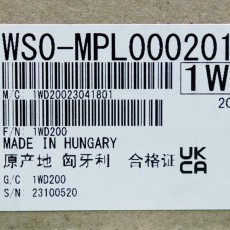 WSO-MPL000201
1W
M/C: 1WD20023041801
20
F/N: 1WD200
MADE IN HUNGARY
原产地 匈牙利 合格证
UK
CA
G/C: 1WD200
S/N: 23100520